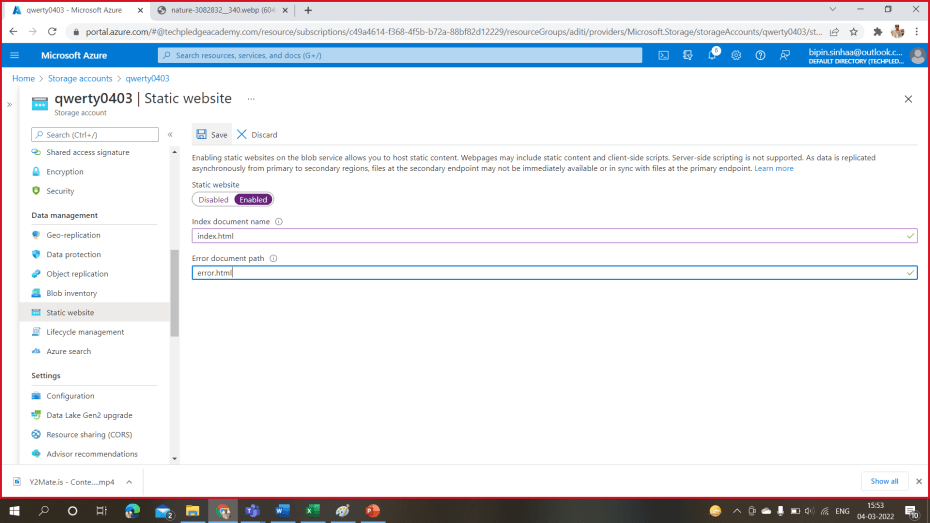 qwerty0403 - Microsoft Azure
nature-3082832__340.webp (604
portal.azure.com/#@techpledgeacademy.com/resource/subscriptions/c49a4614-f368-4f5b-b72a-88bf82d12229/resourceGroups/aditi/providers/Microsoft.Storage/storageAccounts/qwerty0403/st...
Microsoft Azure
Search resources, services, and docs (G+/)
6
bipin.sinhaa@outlook.c...
DEFAULT DIRECTORY (TECHPLED...
Home > Storage accounts > qwerty0403
qwerty0403 | Static website ...
Storage account
Search (Ctrl+/)
Shared access signature
Encryption
Security
Data management
Geo-replication
Data protection
Object replication
Blob inventory
Static website
Lifecycle management
Azure search
Settings
Configuration
Data Lake Gen2 upgrade
Resource sharing (CORS)
Advisor recommendations
Save
Discard
Enabling static websites on the blob service allows you to host static content. Webpages may include static content and client-side scripts. Server-side scripting is not supported. As data is replicated
asynchronously from primary to secondary regions, files at the secondary endpoint may not be immediately available or in sync with files at the primary endpoint. Learn more
Static website
Disabled Enabled
Index document name
index.html
Error document path
error.html
Y2Mate.is - Conte....mp4
Show all
2
ENG
15:53
04-03-2022
10